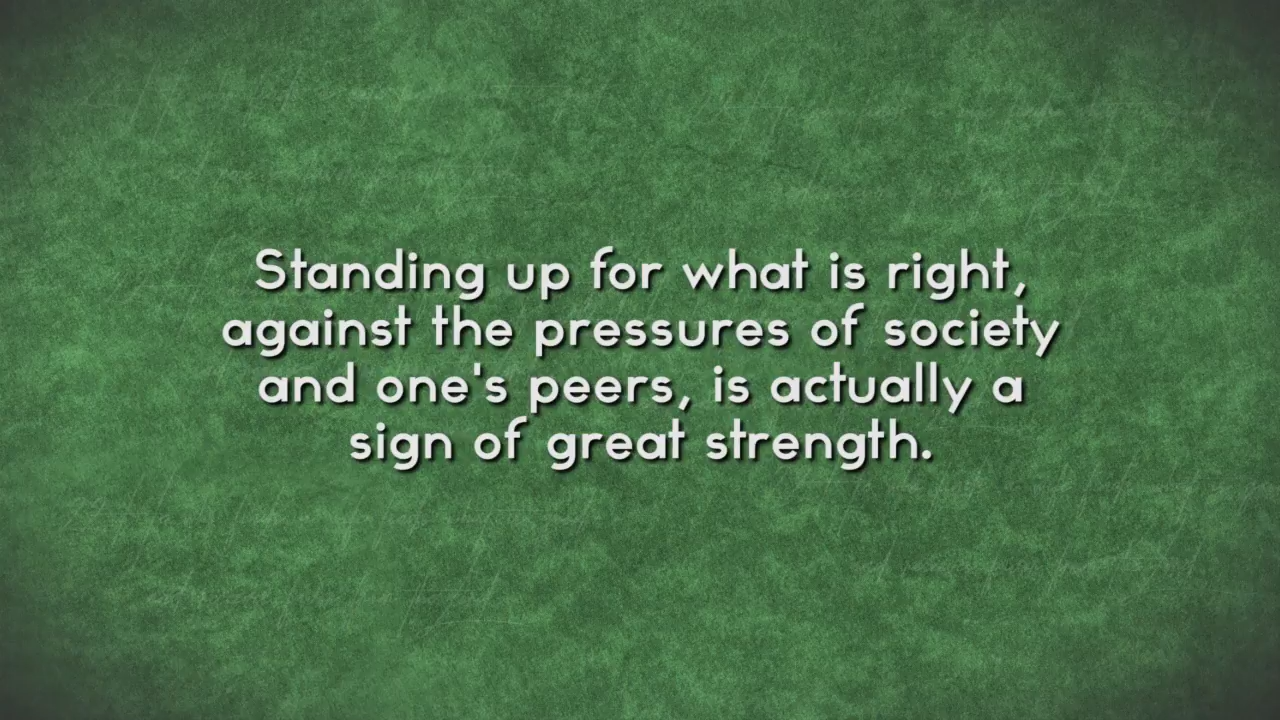 Standing up for what is right,
against the pressures of society
and one's peers, is actually a
sign of great strength.